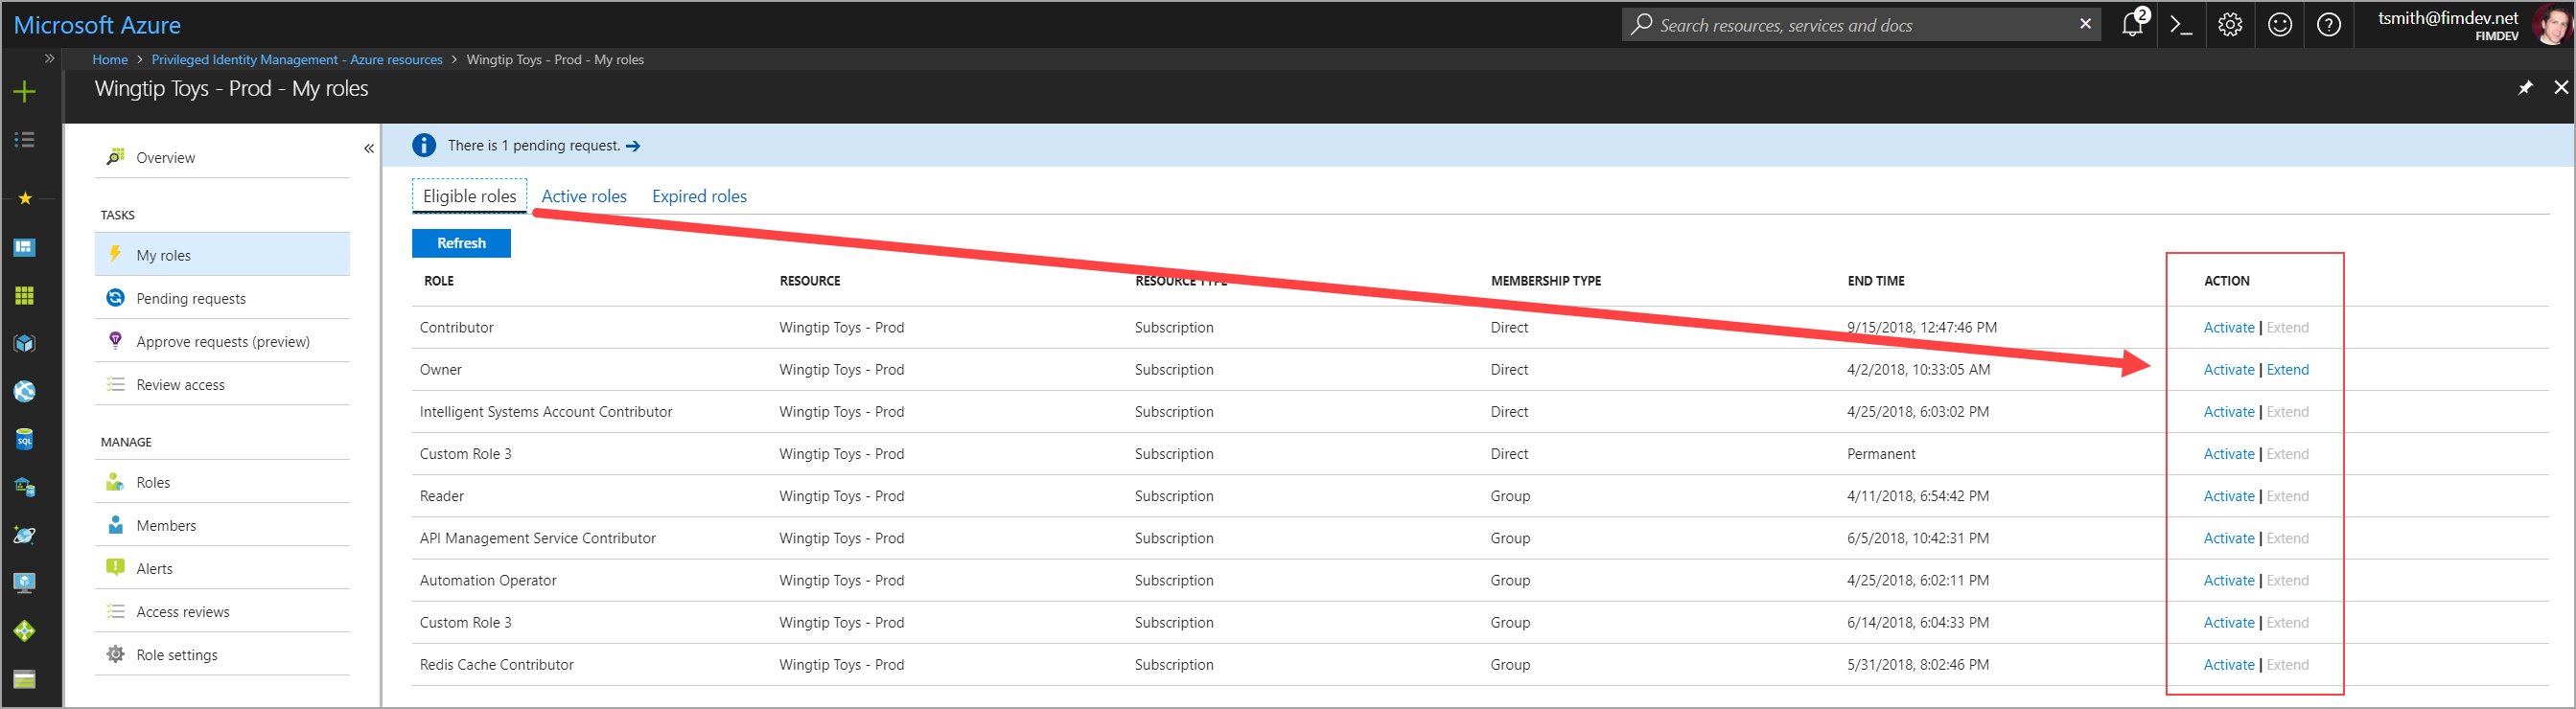 Microsoft Azure
Search resources, services and docs
2
tsmith@fimdev.net
FIMDEV
Home > Privileged Identity Management - Azure resources > Wingtip Toys - Prod - My roles
Wingtip Toys - Prod - My roles
Overview
TASKS
My roles
Pending requests
Approve requests (preview)
Review access
MANAGE
Roles
Members
Alerts
Access reviews
Role settings
SQL
There is 1 pending request.
Eligible roles Active roles Expired roles
Refresh
ROLE RESOURCE RESOURCE TYPE MEMBERSHIP TYPE END TIME ACTION
Contributor Wingtip Toys - Prod Subscription Direct 9/15/2018, 12:47:46 PM Activate | Extend
Owner Wingtip Toys - Prod Subscription Direct 4/2/2018, 10:33:05 AM Activate | Extend
Intelligent Systems Account Contributor Wingtip Toys - Prod Subscription Direct 4/25/2018, 6:03:02 PM Activate | Extend
Custom Role 3 Wingtip Toys - Prod Subscription Direct Permanent Activate | Extend
Reader Wingtip Toys - Prod Subscription Group 4/11/2018, 6:54:42 PM Activate | Extend
API Management Service Contributor Wingtip Toys - Prod Subscription Group 6/5/2018, 10:42:31 PM Activate | Extend
Automation Operator Wingtip Toys - Prod Subscription Group 4/25/2018, 6:02:11 PM Activate | Extend
Custom Role 3 Wingtip Toys - Prod Subscription Group 6/14/2018, 6:04:33 PM Activate | Extend
Redis Cache Contributor Wingtip Toys - Prod Subscription Group 5/31/2018, 8:02:46 PM Activate | Extend